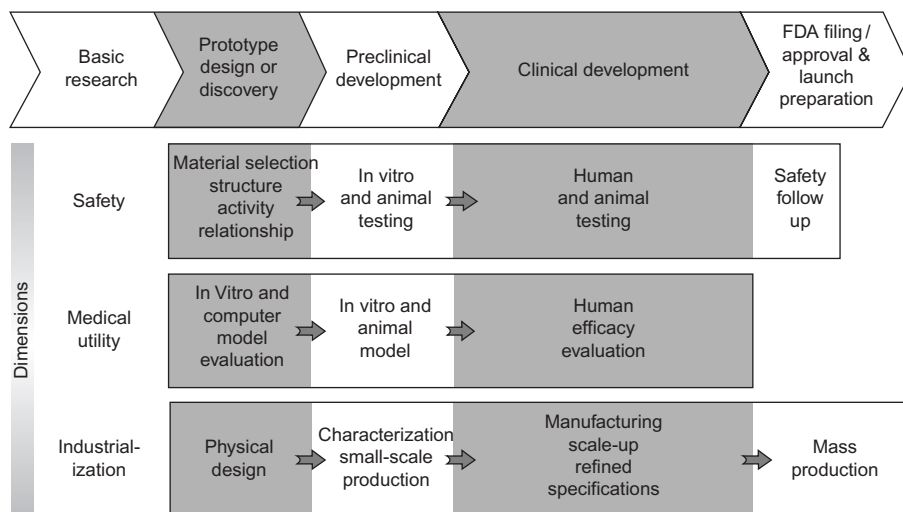 Basic
research
Prototype
design or
discovery
Preclinical
development
Clinical development
FDA filing/
approval &
launch
preparation
Dimensions
Safety
Material selection
structure
activity
relationship
In vitro
and animal
testing
Human
and animal
testing
Safety
follow
up
Medical
utility
In Vitro and
computer
model
evaluation
In vitro and
animal
model
Human
efficacy
evaluation
Industrial-
ization
Physical
design
Characterization
small-scale
production
Manufacturing
scale-up
refined
specifications
Mass
production